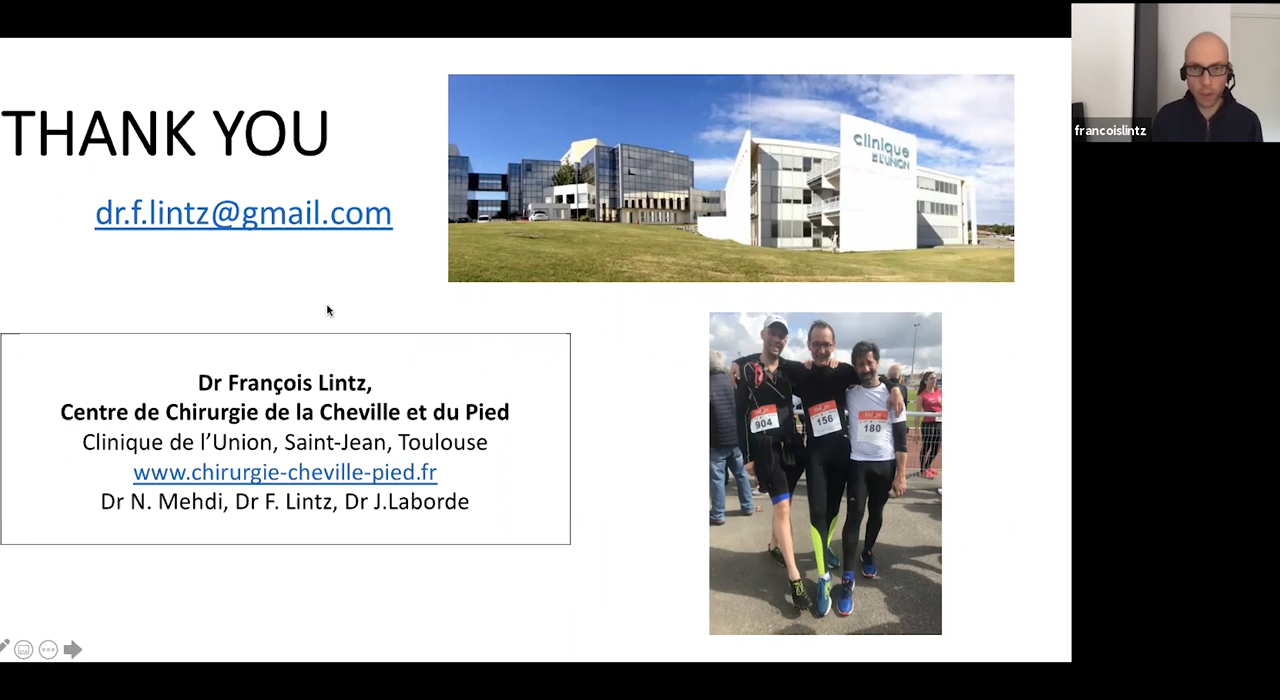 THANK YOU
dr.f.lintz@gmail.com
clinique
DE L'UNION
francoislintz
Dr François Lintz,
Centre de Chirurgie de la Cheville et du Pied
Clinique de l’Union, Saint-Jean, Toulouse
www.chirurgie-cheville-pied.fr
Dr N. Mehdi, Dr F. Lintz, Dr J.Laborde
904
156
180